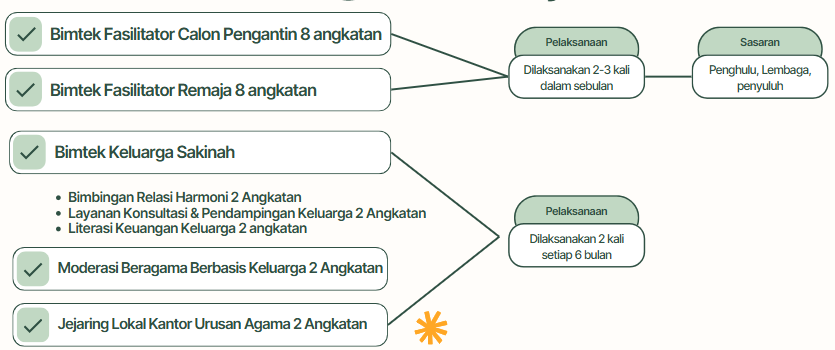 Bimtek Fasilitator Calon Pengantin 8 angkatan
Bimtek Fasilitator Remaja 8 angkatan
Pelaksanaan
Dilaksanakan 2-3 kali
dalam sebulan
Sasaran
Penghulu, Lembaga,
penyuluh
Bimtek Keluarga Sakinah
• Bimbingan Relasi Harmoni 2 Angkatan
• Layanan Konsultasi & Pendampingan Keluarga 2 Angkatan
• Literasi Keuangan Keluarga 2 angkatan
Moderasi Beragama Berbasis Keluarga 2 Angkatan
Jejaring Lokal Kantor Urusan Agama 2 Angkatan
Pelaksanaan
Dilaksanakan 2 kali
setiap 6 bulan